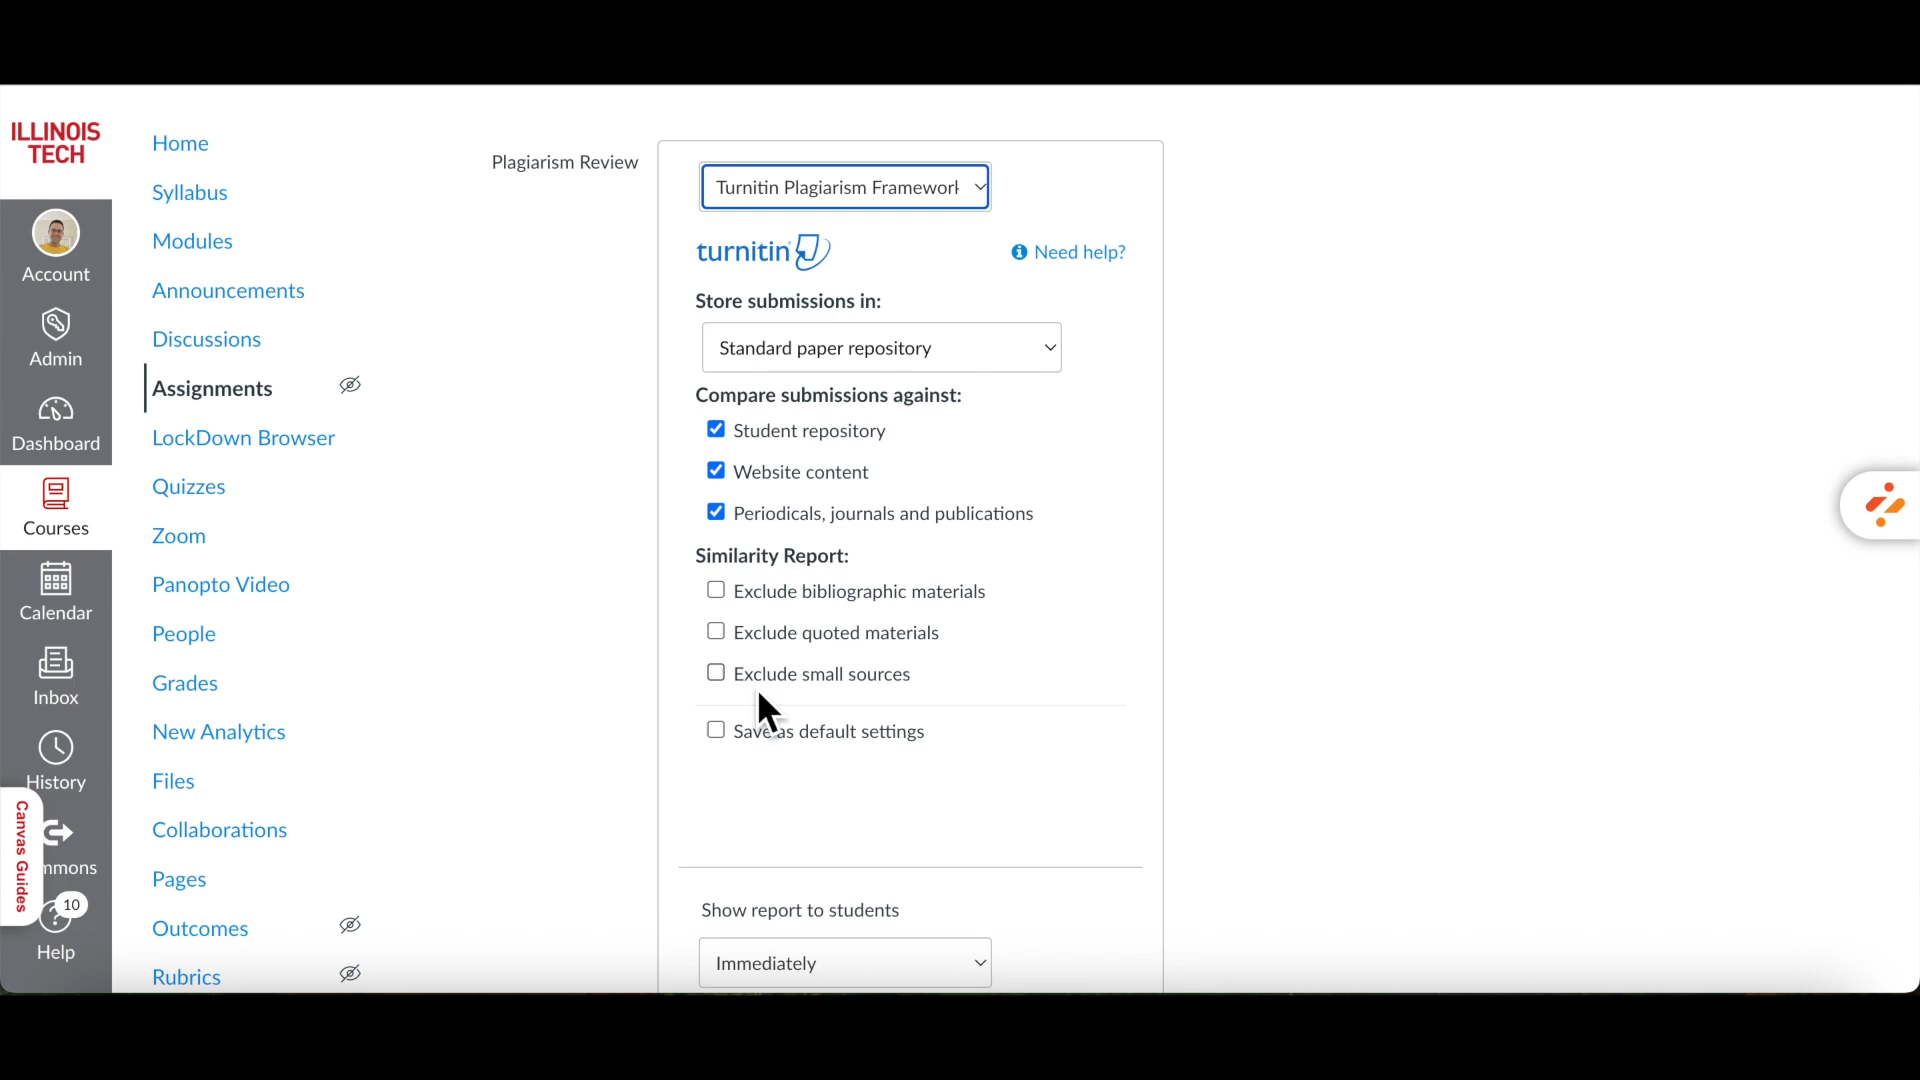 ILLINOIS
TECH
Account
Admin
Dashboard
Courses
Calendar
Inbox
History
Canvas Guides
mmons
10
Help
Home
Syllabus
Modules
Announcements
Discussions
Assignments
LockDown Browser
Quizzes
Zoom
Panopto Video
People
Grades
New Analytics
Files
Collaborations
Pages
Outcomes
Rubrics
Plagiarism Review
Turnitin Plagiarism Framework
turnitin
Need help?
Store submissions in:
Standard paper repository
Compare submissions against:
Student repository
Website content
Periodicals, journals and publications
Similarity Report:
Exclude bibliographic materials
Exclude quoted materials
Exclude small sources
Save as default settings
Show report to students
Immediately